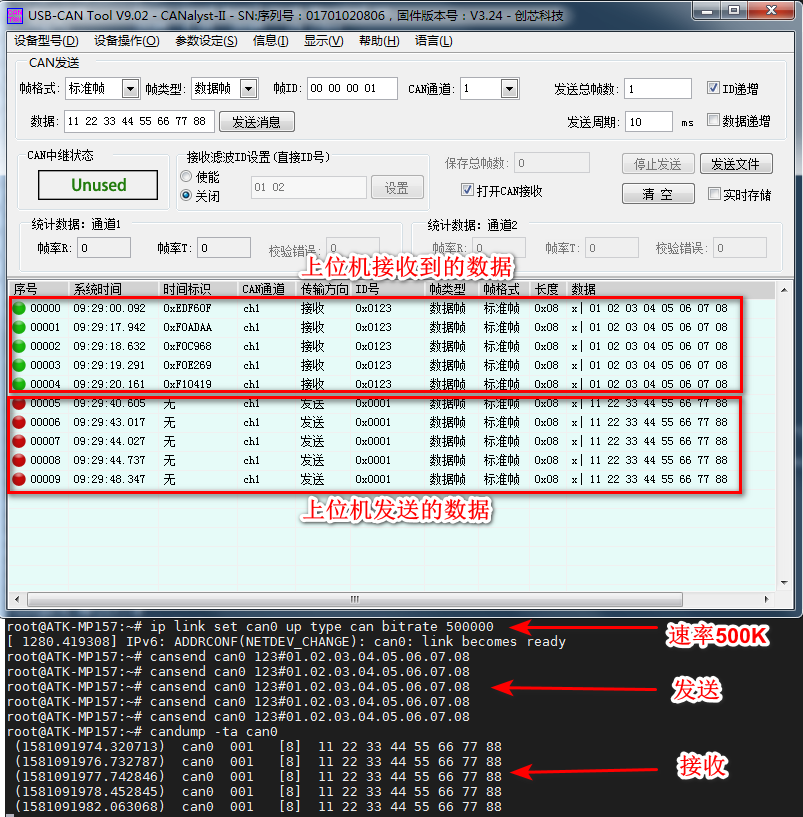 USB-CAN Tool V9.02 - CANalyst-II - SN:序列号：01701020806，固件版本号：V3.24 - 创芯科技
设备型号(D) 设备操作(O) 参数设定(S) 信息(I) 显示(V) 帮助(H) 语言(L)
CAN发送
帧格式: 标准帧 帧类型: 数据帧 帧ID: 00 00 00 01 CAN通道: 1 发送总帧数: 1 ID递增
数据: 11 22 33 44 55 66 77 88 发送消息 发送周期: 10 ms 数据递增
CAN中继状态 接收滤波ID设置(直接ID号) 保存总帧数: 0 停止发送 发送文件
Unused 使能 01 02 设置 打开CAN接收
关闭 清 空 实时存储
统计数据: 通道1 统计数据: 通道2
帧率R: 0 帧率T: 0 校验错误: 0 帧率R: 0 帧率T: 0 校验错误: 0
上位机接收到的数据
序号 系统时间 时间标识 CAN通道 传输方向 ID号 帧类型 帧格式 长度 数据
00000 09:29:00.092 0xEDF60F ch1 接收 0x0123 数据帧 标准帧 0x08 x| 01 02 03 04 05 06 07 08
00001 09:29:17.942 0xF0ADAA ch1 接收 0x0123 数据帧 标准帧 0x08 x| 01 02 03 04 05 06 07 08
00002 09:29:18.632 0xF0C968 ch1 接收 0x0123 数据帧 标准帧 0x08 x| 01 02 03 04 05 06 07 08
00003 09:29:19.291 0xF0E269 ch1 接收 0x0123 数据帧 标准帧 0x08 x| 01 02 03 04 05 06 07 08
00004 09:29:20.161 0xF10419 ch1 接收 0x0123 数据帧 标准帧 0x08 x| 01 02 03 04 05 06 07 08
00005 09:29:40.605 无 ch1 发送 0x0001 数据帧 标准帧 0x08 x| 11 22 33 44 55 66 77 88
00006 09:29:43.017 无 ch1 发送 0x0001 数据帧 标准帧 0x08 x| 11 22 33 44 55 66 77 88
00007 09:29:44.027 无 ch1 发送 0x0001 数据帧 标准帧 0x08 x| 11 22 33 44 55 66 77 88
00008 09:29:44.737 无 ch1 发送 0x0001 数据帧 标准帧 0x08 x| 11 22 33 44 55 66 77 88
00009 09:29:48.347 无 ch1 发送 0x0001 数据帧 标准帧 0x08 x| 11 22 33 44 55 66 77 88
上位机发送的数据
root@ATK-MP157:~# ip link set can0 up type can bitrate 500000
速率500K
[ 1280.419308] IPv6: ADDRCONF(NETDEV_CHANGE): can0: link becomes ready
root@ATK-MP157:~# cansend can0 123#01.02.03.04.05.06.07.08
root@ATK-MP157:~# cansend can0 123#01.02.03.04.05.06.07.08
root@ATK-MP157:~# cansend can0 123#01.02.03.04.05.06.07.08
发送
root@ATK-MP157:~# cansend can0 123#01.02.03.04.05.06.07.08
root@ATK-MP157:~# cansend can0 123#01.02.03.04.05.06.07.08
root@ATK-MP157:~# candump -ta can0
(1581091974.320713) can0 001 [8] 11 22 33 44 55 66 77 88
(1581091976.732787) can0 001 [8] 11 22 33 44 55 66 77 88
接收
(1581091977.742846) can0 001 [8] 11 22 33 44 55 66 77 88
(1581091978.452845) can0 001 [8] 11 22 33 44 55 66 77 88
(1581091982.063068) can0 001 [8] 11 22 33 44 55 66 77 88